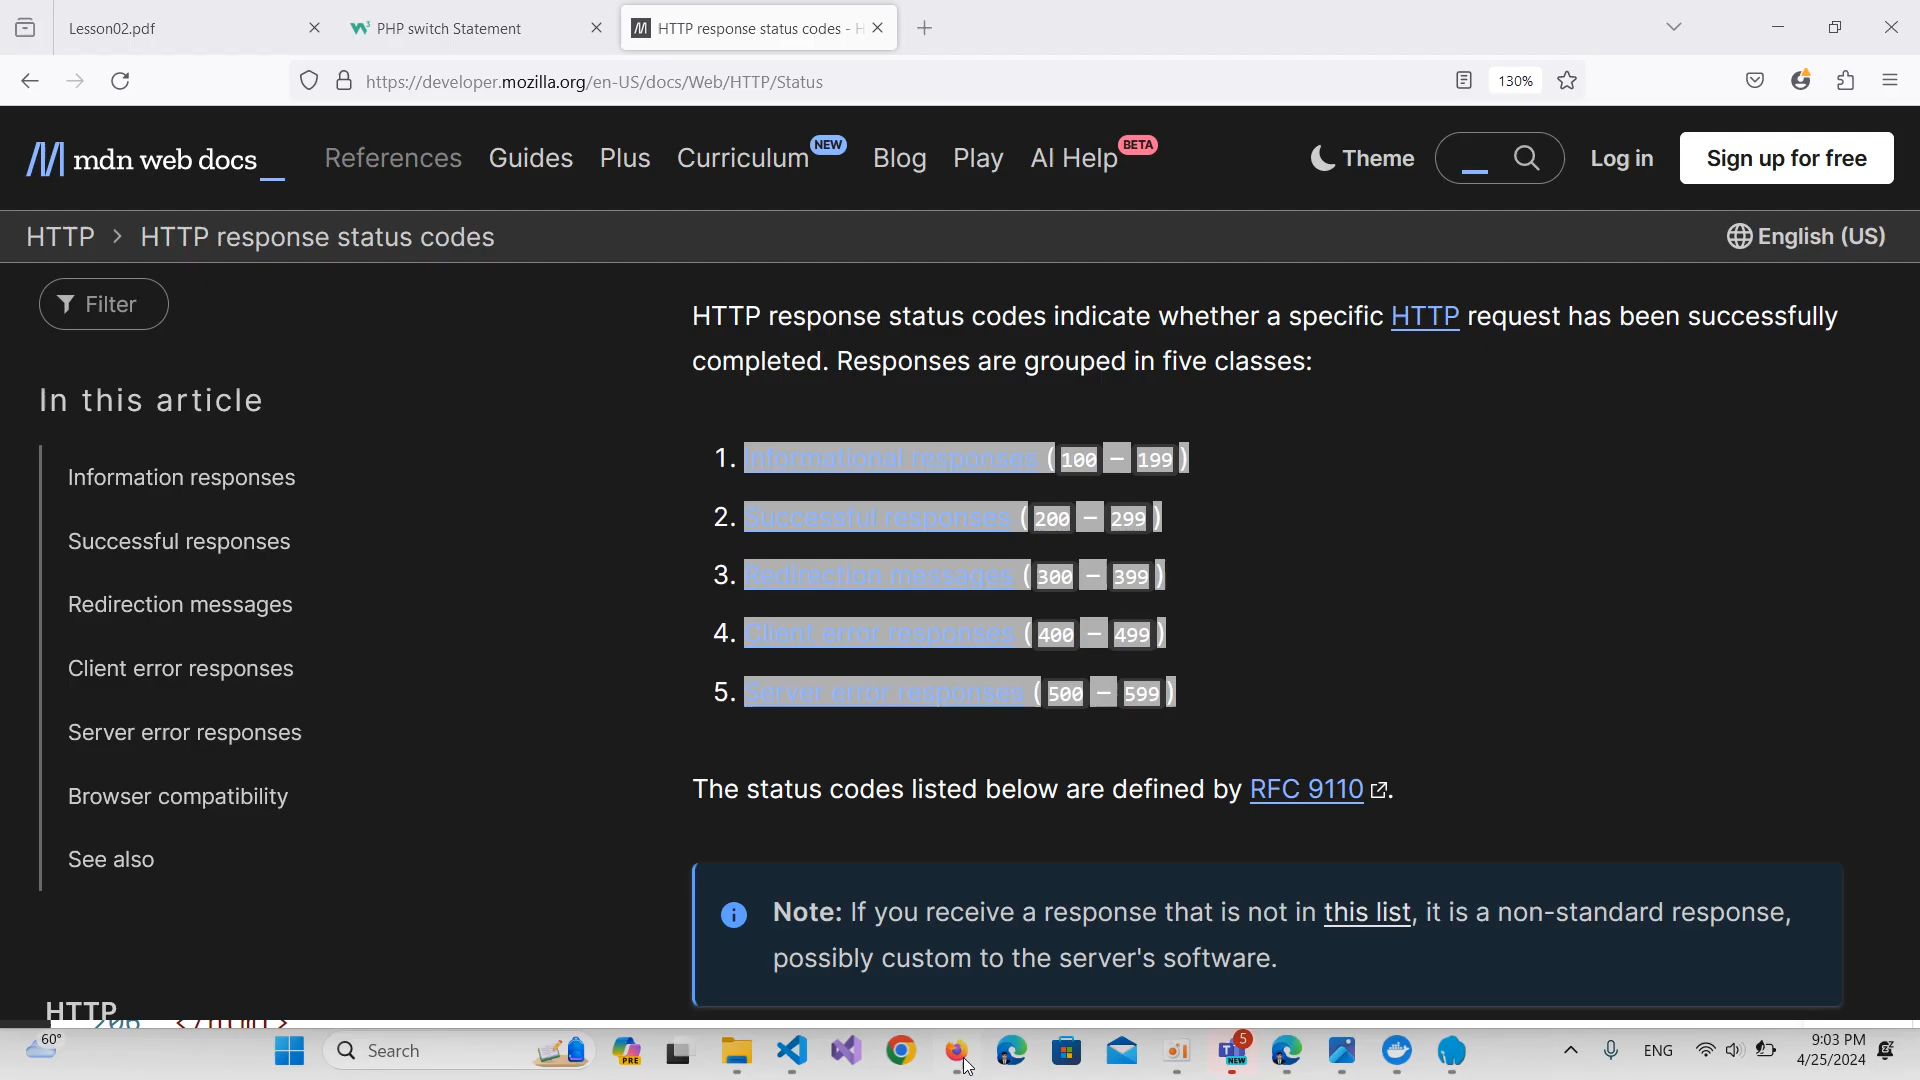 Lesson02.pdf
PHP switch Statement
HTTP response status codes - H
https://developer.mozilla.org/en-US/docs/Web/HTTP/Status
130%
mdn web docs
References
Guides
Plus
Curriculum
NEW
Blog
Play
AI Help
BETA
Theme
Log in
Sign up for free
HTTP
HTTP response status codes
English (US)
Filter
In this article
Information responses
Successful responses
Redirection messages
Client error responses
Server error responses
Browser compatibility
See also
HTTP
HTTP response status codes indicate whether a specific HTTP request has been successfully
completed. Responses are grouped in five classes:
1. Informational responses (100 – 199)
2. Successful responses (200 – 299)
3. Redirection messages (300 – 399)
4. Client error responses (400 – 499)
5. Server error responses (500 – 599)
The status codes listed below are defined by RFC 9110.
Note: If you receive a response that is not in this list, it is a non-standard response,
possibly custom to the server's software.
60°
Search
PRE
5
NEW
ENG
9:03 PM
4/25/2024